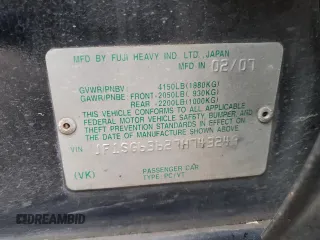 MFD BY FUJI HEAVY IND. LTD. JAPAN
MFD IN 02/07
GVWR/PNBV 4150LB(1880KG)
GAWR/PNBE FRONT-2050LB( 930KG)
REAR -2200LB(1000KG)
THIS VEHICLE CONFORMS TO ALL APPLICABLE
FEDERAL MOTOR VEHICLE SAFETY, BUMPER, AND
THEFT PREVENTION STANDARDS IN EFFECT ON
THE DATE OF MANUFACTURE SHOWN ABOVE.
VIN
PASSENGER CAR
(VK) TYPE:PC/VT
© DREAMBID